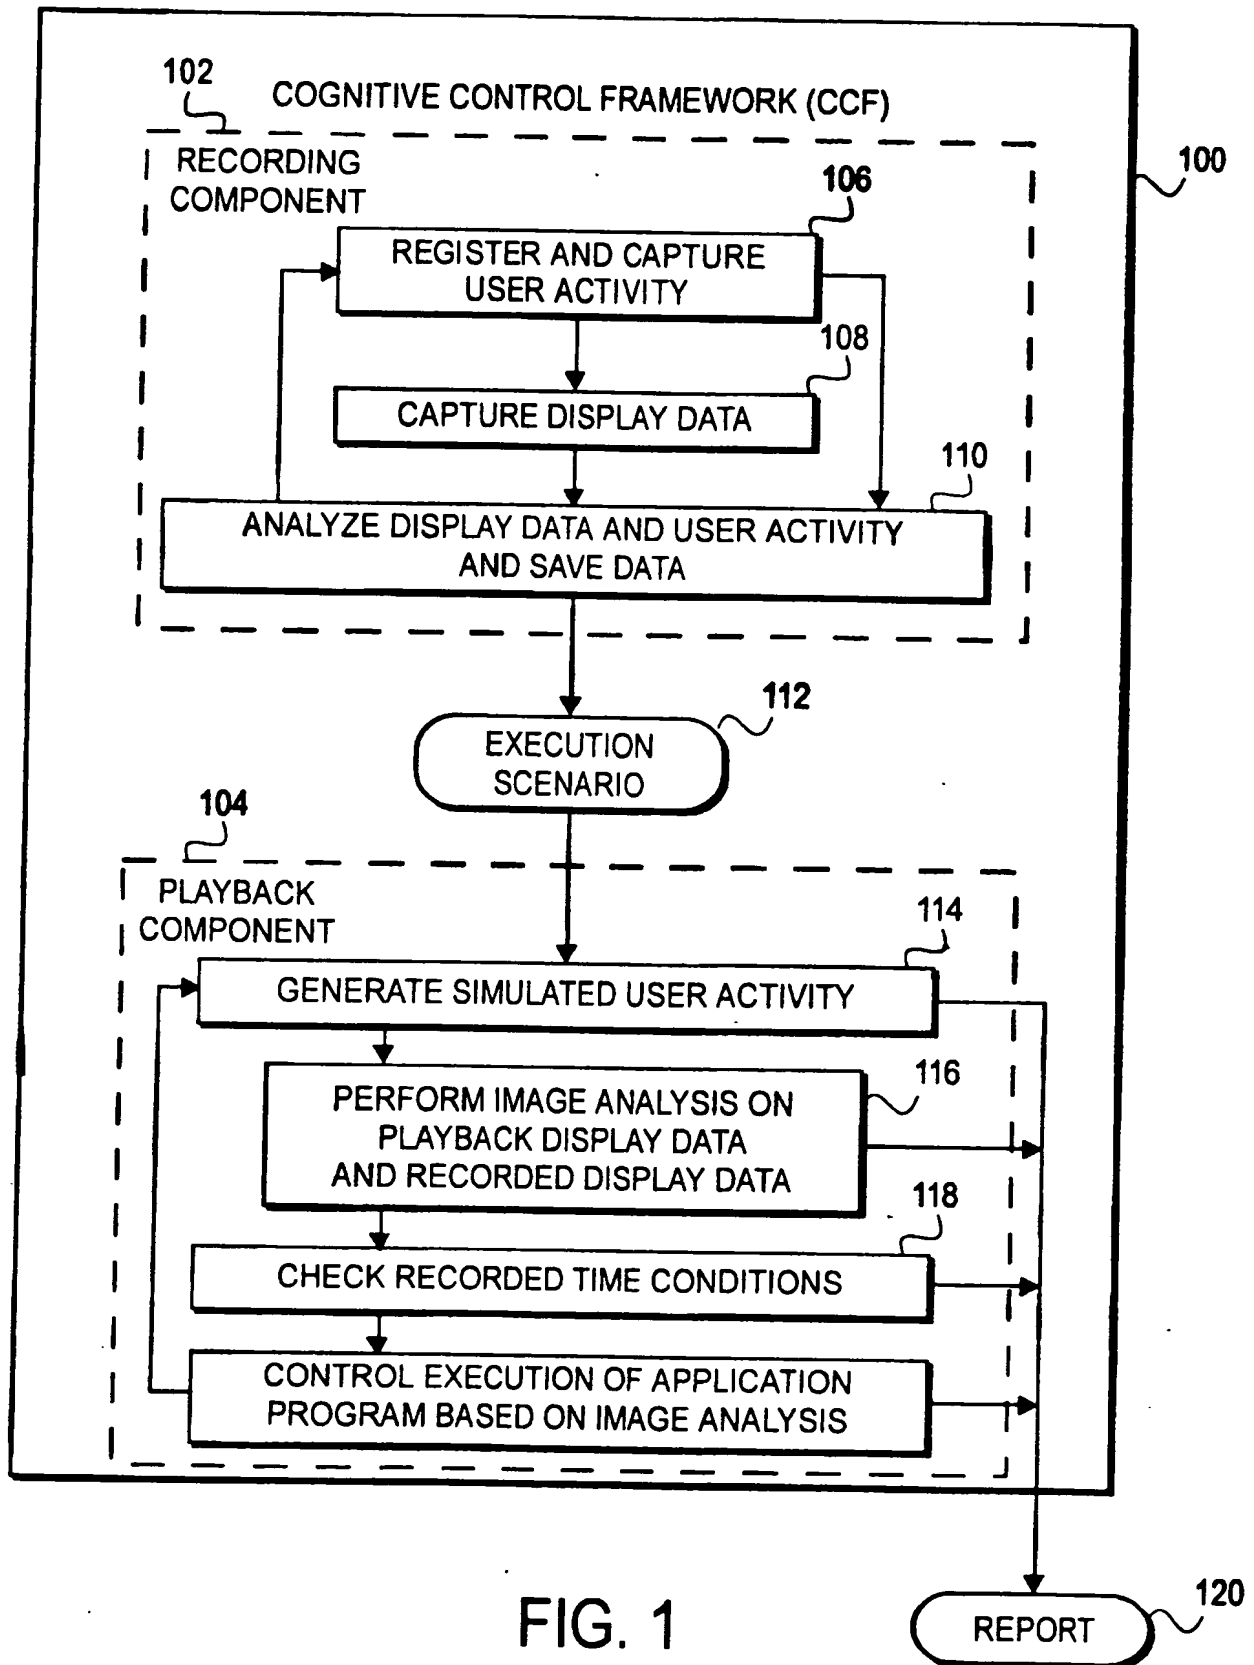 102
COGNITIVE CONTROL FRAMEWORK (CCF)
RECORDING
COMPONENT
100
106
REGISTER AND CAPTURE
USER ACTIVITY
108
CAPTURE DISPLAY DATA
110
ANALYZE DISPLAY DATA AND USER ACTIVITY
AND SAVE DATA
112
EXECUTION
SCENARIO
104
PLAYBACK
COMPONENT
114
GENERATE SIMULATED USER ACTIVITY
116
PERFORM IMAGE ANALYSIS ON
PLAYBACK DISPLAY DATA
AND RECORDED DISPLAY DATA
118
CHECK RECORDED TIME CONDITIONS
CONTROL EXECUTION OF APPLICATION
PROGRAM BASED ON IMAGE ANALYSIS
120
REPORT
FIG. 1